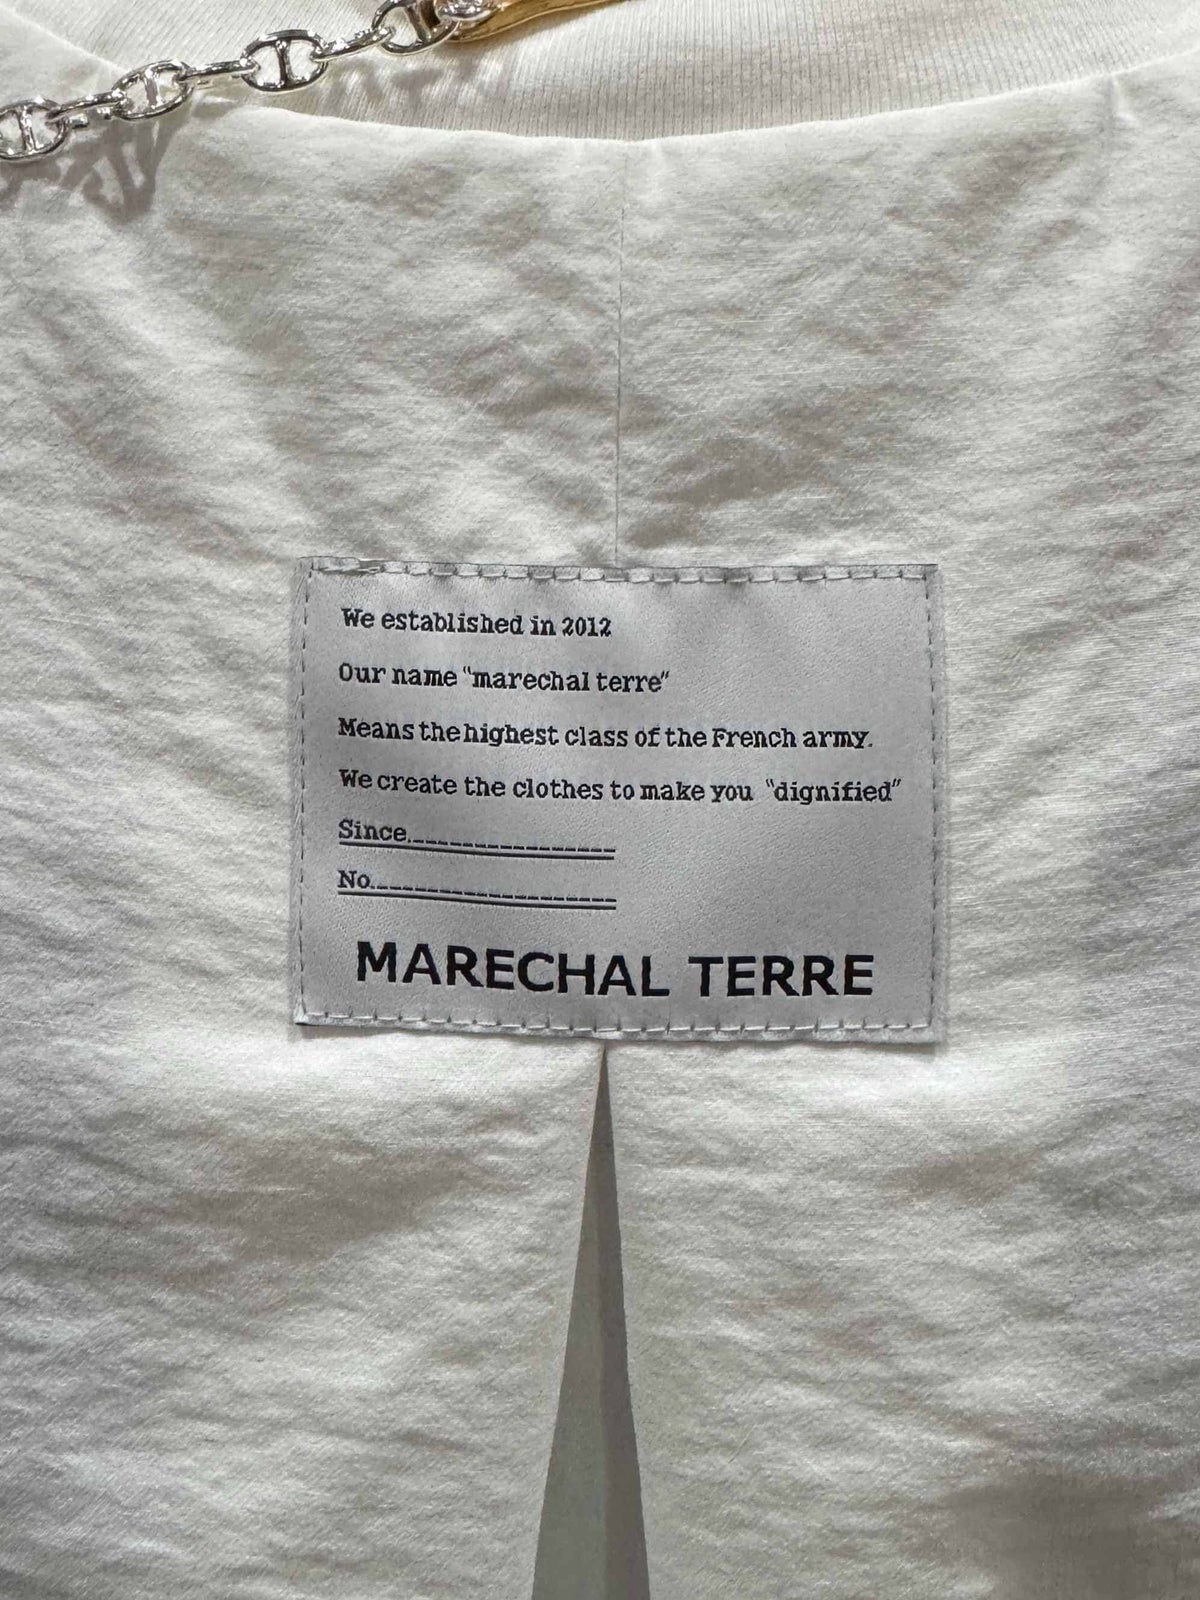 We established in 2012
Our name “marechal terre”
Means the highest class of the French army.
We create the clothes to make you “dignified”
Since
No.
MARECHAL TERRE